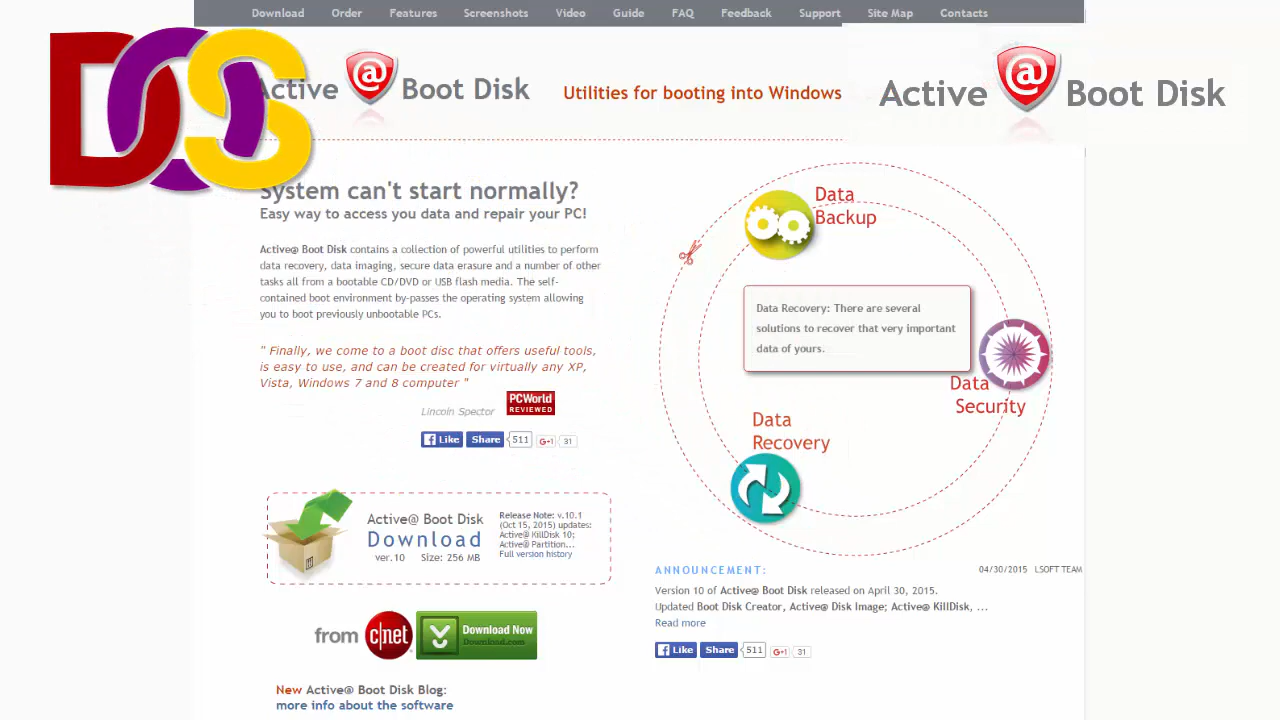 Download Order Features Screenshots Video Guide FAQ Feedback Support Site Map Contacts
DOS
Active @ Boot Disk
Utilities for booting into Windows
Active @ Boot Disk
System can't start normally?
Easy way to access you data and repair your PC!
Active@ Boot Disk contains a collection of powerful utilities to perform
data recovery, data imaging, secure data erasure and a number of other
tasks all from a bootable CD/DVD or USB flash media. The self-
contained boot environment by-passes the operating system allowing
you to boot previously unbootable PCs.
" Finally, we come to a boot disc that offers useful tools,
is easy to use, and can be created for virtually any XP,
Vista, Windows 7 and 8 computer "
Lincoln Spector
PCWorld
REVIEWED
Like Share 511 G+1 31
Active@ Boot Disk
Download
ver.10 Size: 256 MB
Release Note: v.10.1
(Oct 15, 2015) updates:
Active@ KillDisk 10;
Active@ Partition...
Full version history
from c|net Download Now
Download.com
New Active@ Boot Disk Blog:
more info about the software
Data
Backup
Data Recovery: There are several
solutions to recover that very important
data of yours.
Data
Security
Data
Recovery
ANNOUNCEMENT: 04/30/2015 LSOFT TEAM
Version 10 of Active@ Boot Disk released on April 30, 2015.
Updated Boot Disk Creator, Active@ Disk Image; Active@ KillDisk, ...
Read more
Like Share 511 G+1 31